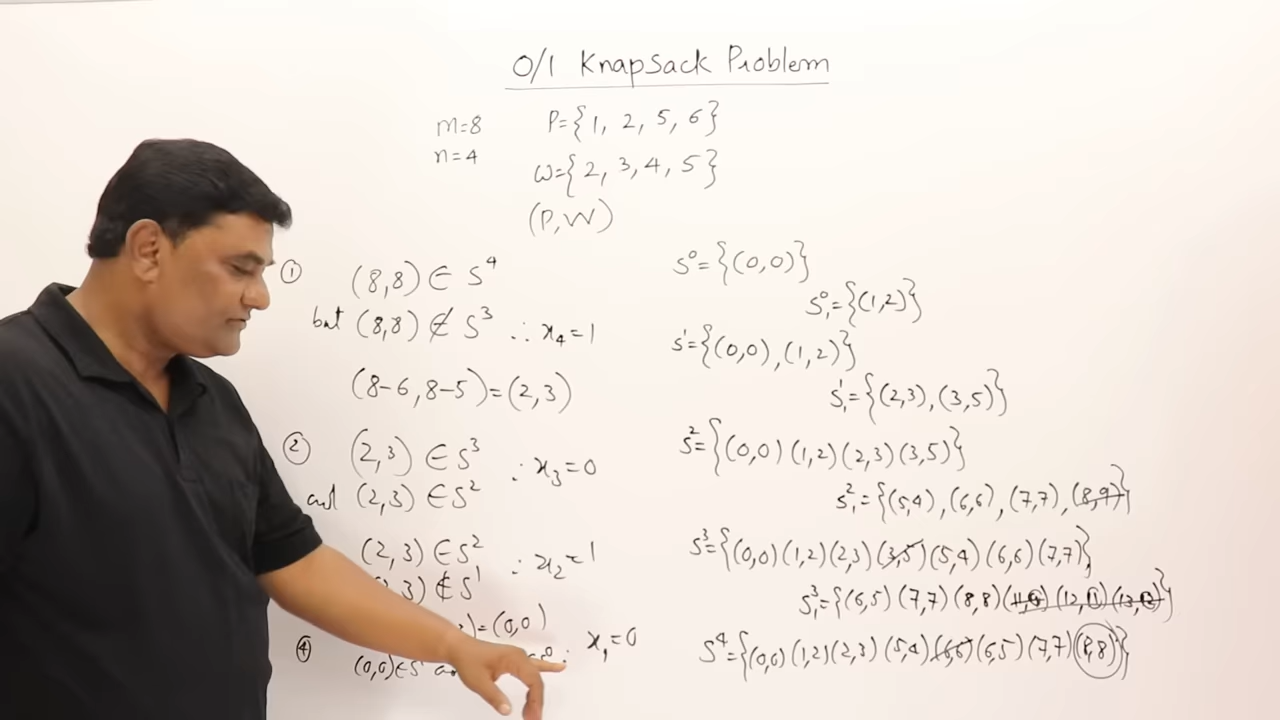 0/1 Knapsack Problem
m=8 P={1, 2, 5, 6}
n=4 w={2, 3, 4, 5}
(P, W)
① (8,8) ∈ S⁴
but (8,8) ∉ S³ ∴ x₄=1
(8-6, 8-5)=(2,3)
② (2,3) ∈ S³ ∴ x₃=0
and (2,3) ∈ S²
(2,3) ∈ S² ∴ x₂=1
3) ∉ S¹
)=(0,0)
④ (0,0)∈S¹ S⁰ ∴ x₁=0
S⁰={(0,0)}
S⁰₁={(1,2)}
S¹={(0,0),(1,2)}
S¹₁={(2,3),(3,5)}
S²={(0,0)(1,2)(2,3)(3,5)}
S²₁={(5,4),(6,6),(7,7),(8,9)}
S³={(0,0)(1,2)(2,3)(3,5)(5,4)(6,6)(7,7)}
S³₁={(6,5)(7,7)(8,8)(11,9)(12,11)(13,12)}
S⁴={(0,0)(1,2)(2,3)(5,4)(6,6)(6,5)(7,7)(8,8)}